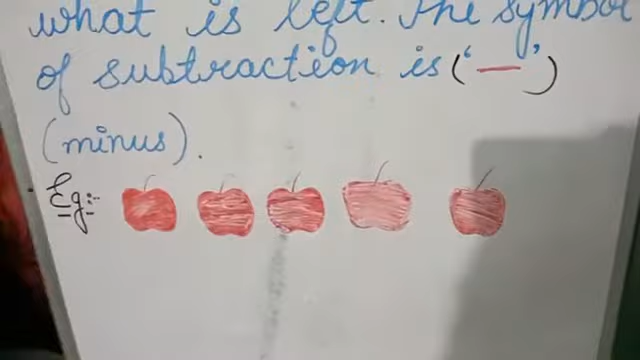 what is left. The symbol
of subtraction is ('—')
(minus).
Eg:-